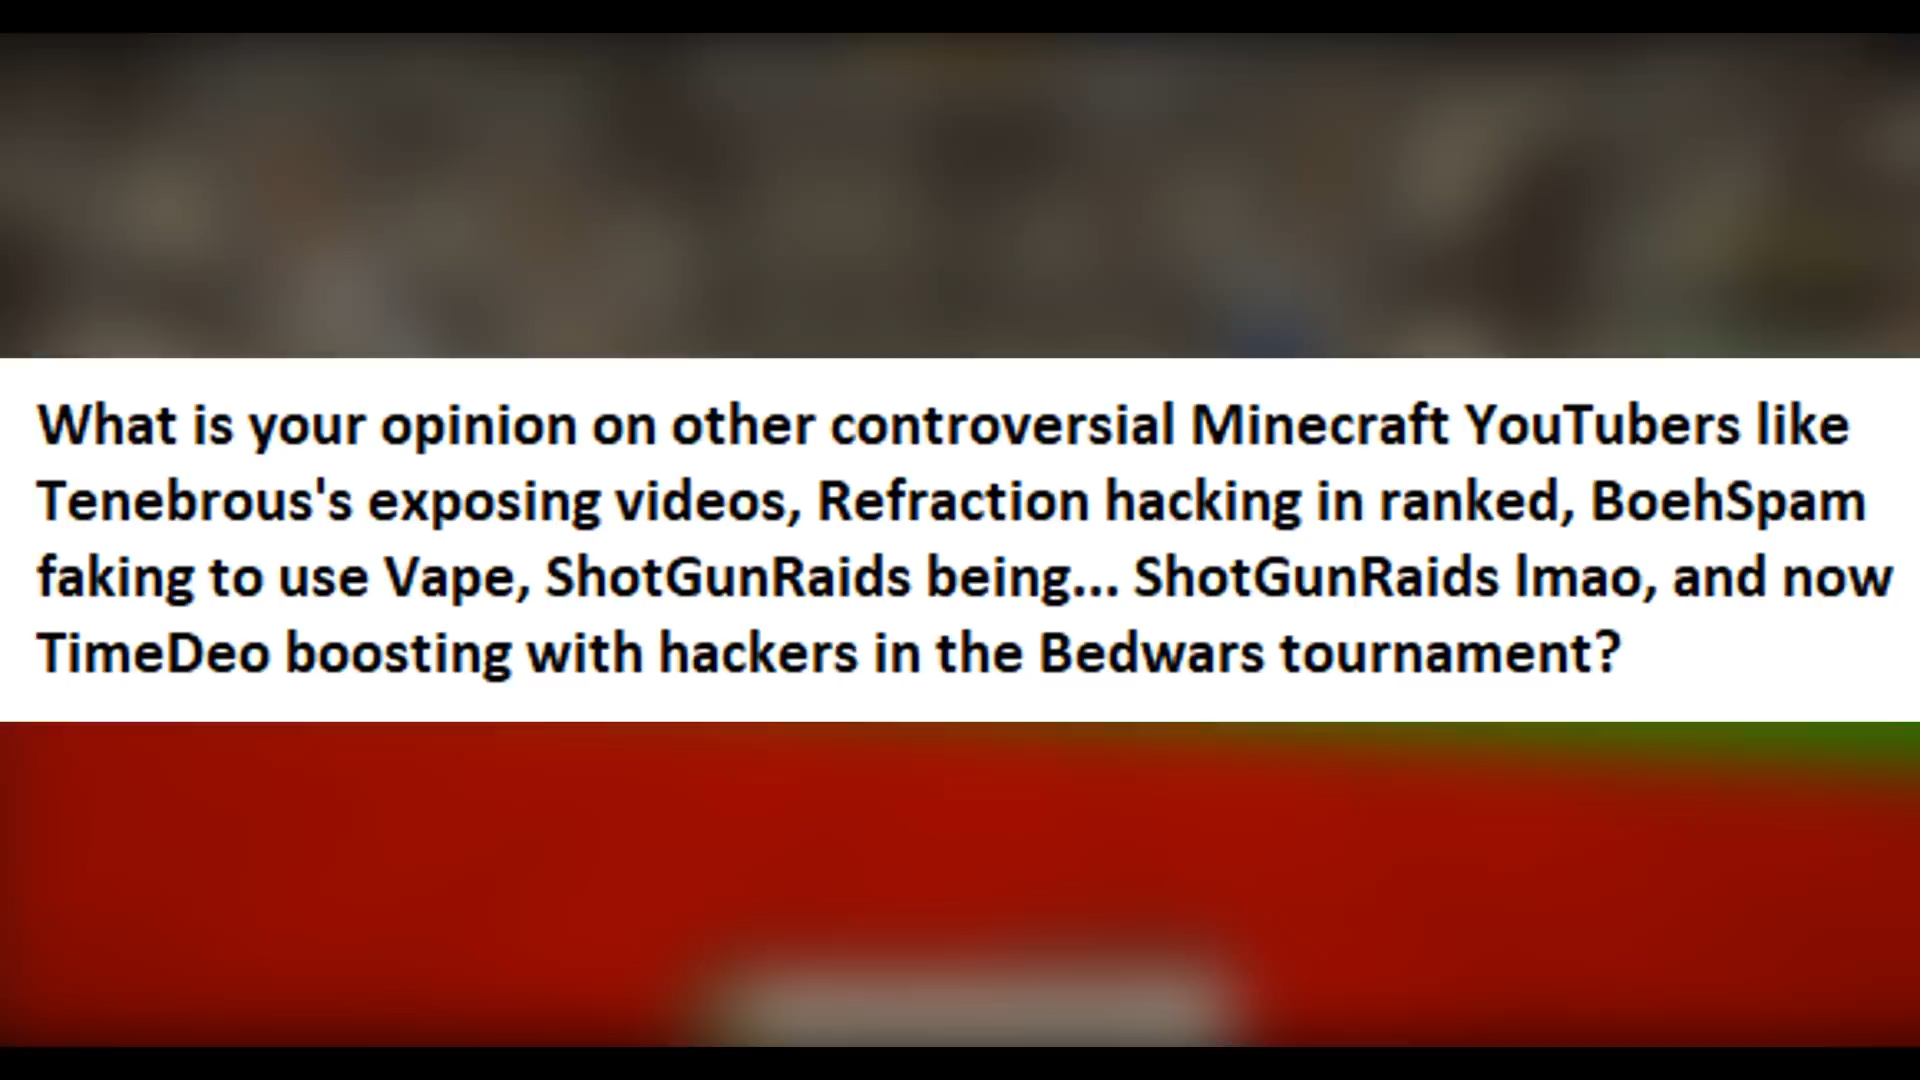 What is your opinion on other controversial Minecraft YouTubers like
Tenebrous's exposing videos, Refraction hacking in ranked, BoehSpam
faking to use Vape, ShotGunRaids being... ShotGunRaids lmao, and now
TimeDeo boosting with hackers in the Bedwars tournament?